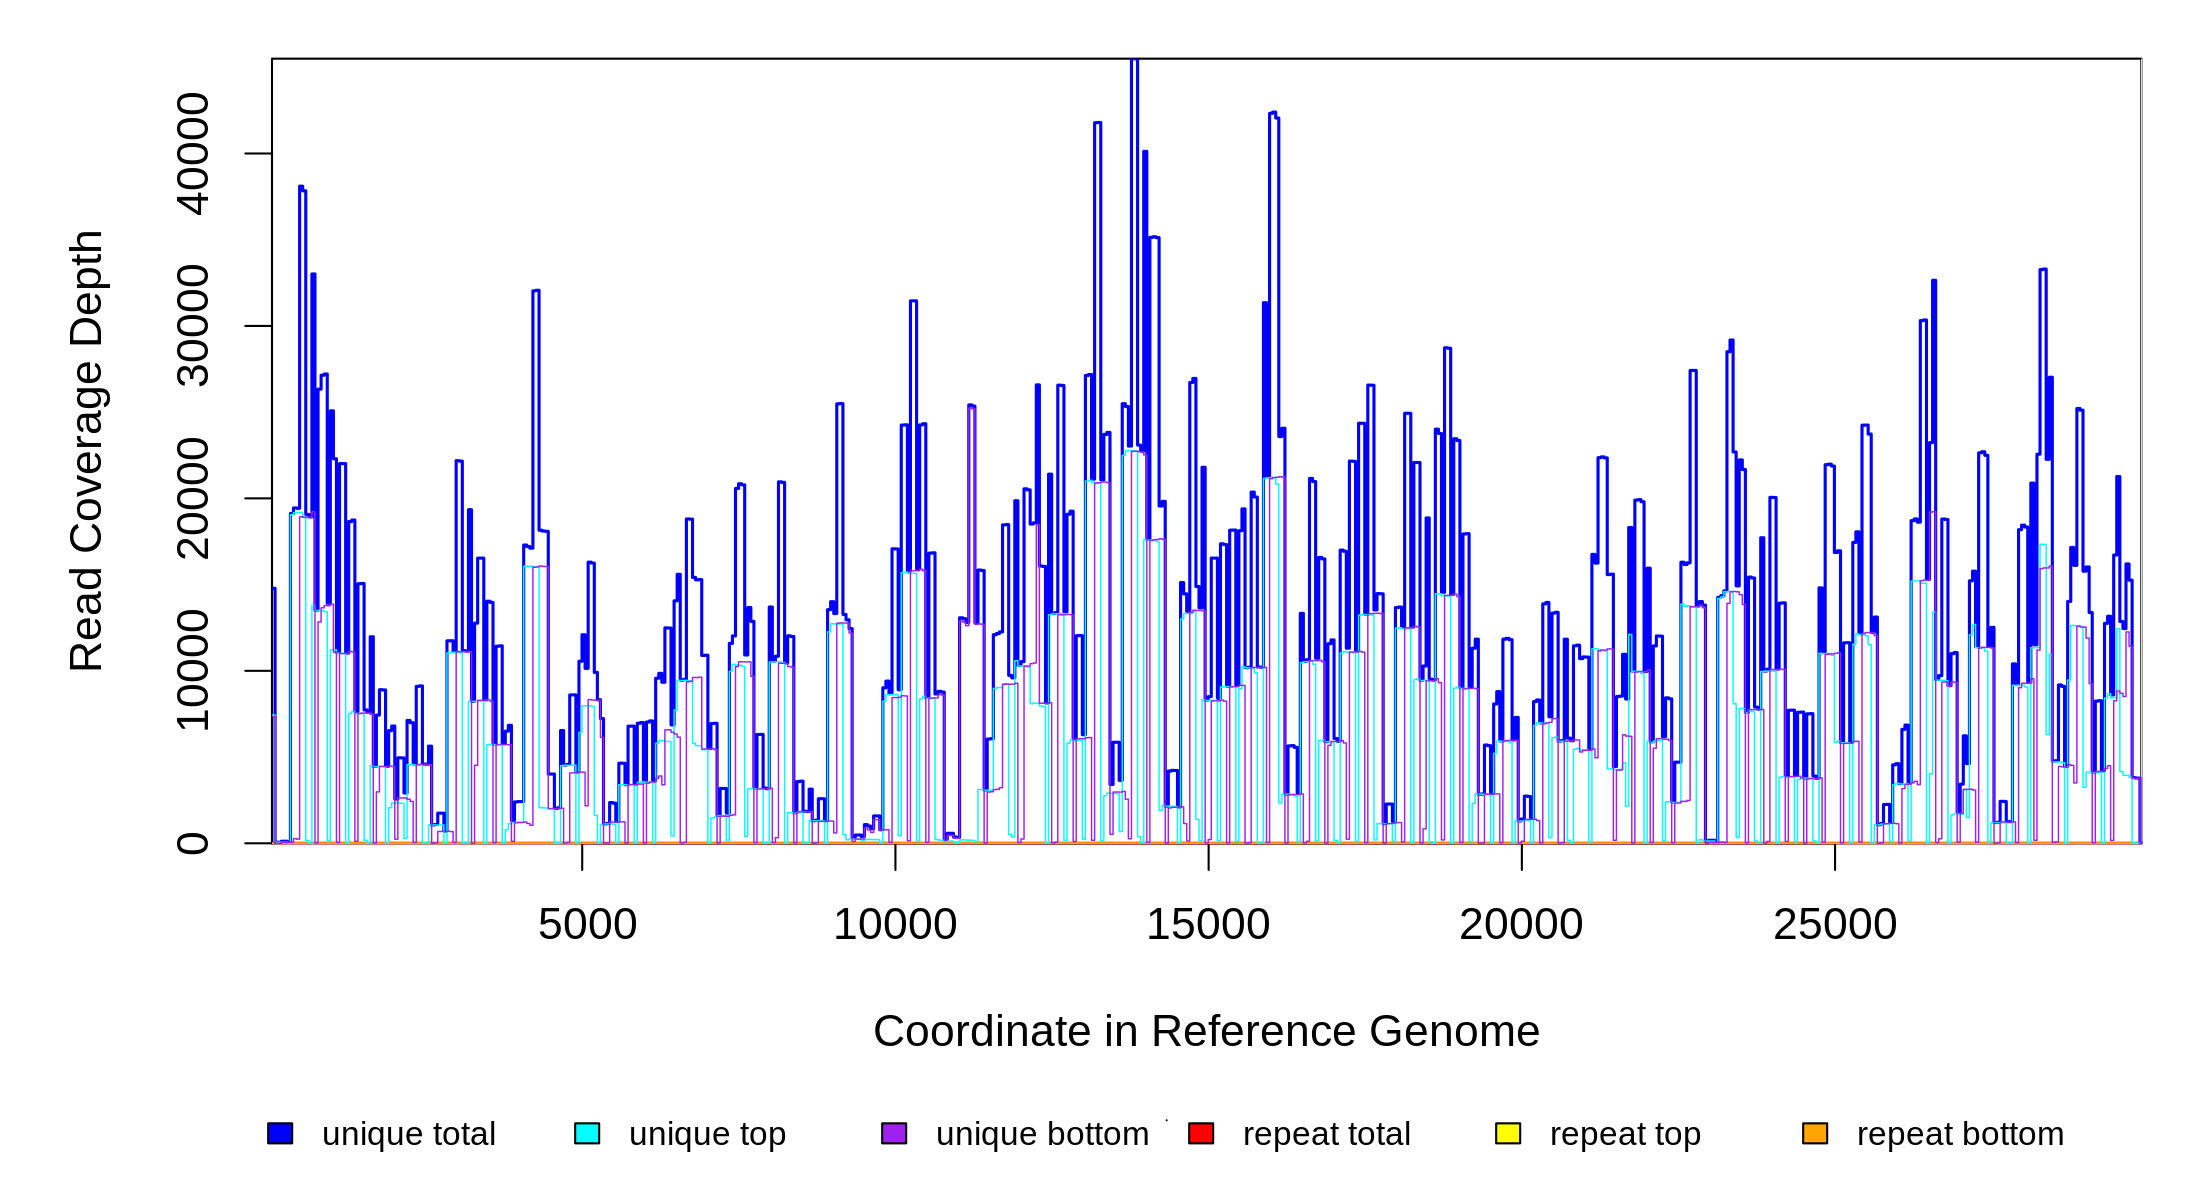 Read Coverage Depth
40000
30000
20000
10000
0
5000 10000 15000 20000 25000
Coordinate in Reference Genome
unique total unique top unique bottom repeat total repeat top repeat bottom